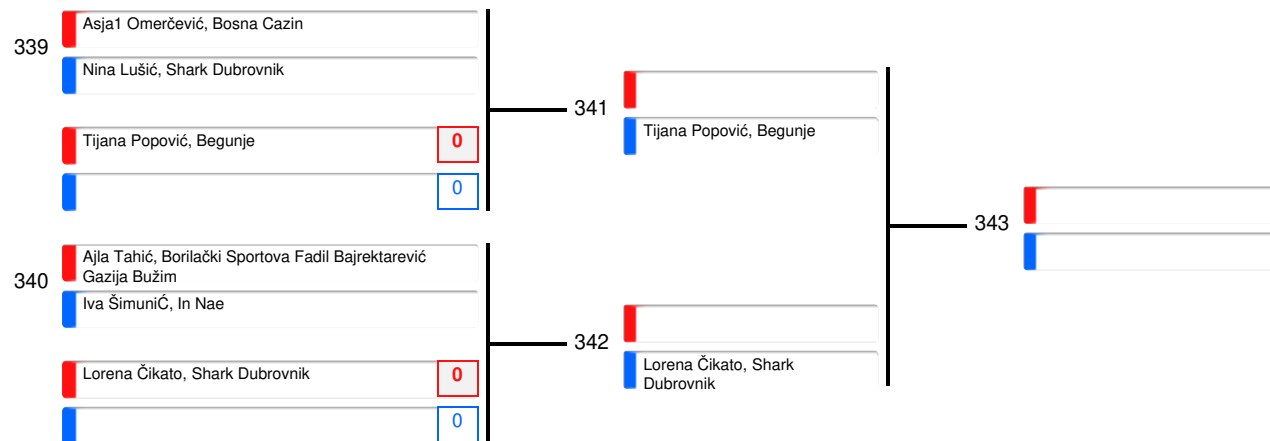 339
Asja1 Omerčević, Bosna Cazin
Nina Lušić, Shark Dubrovnik
Tijana Popović, Begunje
0
0
340
Ajla Tahić, Borilački Sportova Fadil Bajrektarević
Gazija Bužim
Iva ŠimuniĆ, In Nae
Lorena Čikato, Shark Dubrovnik
0
0
341
Tijana Popović, Begunje
342
Lorena Čikato, Shark
Dubrovnik
343